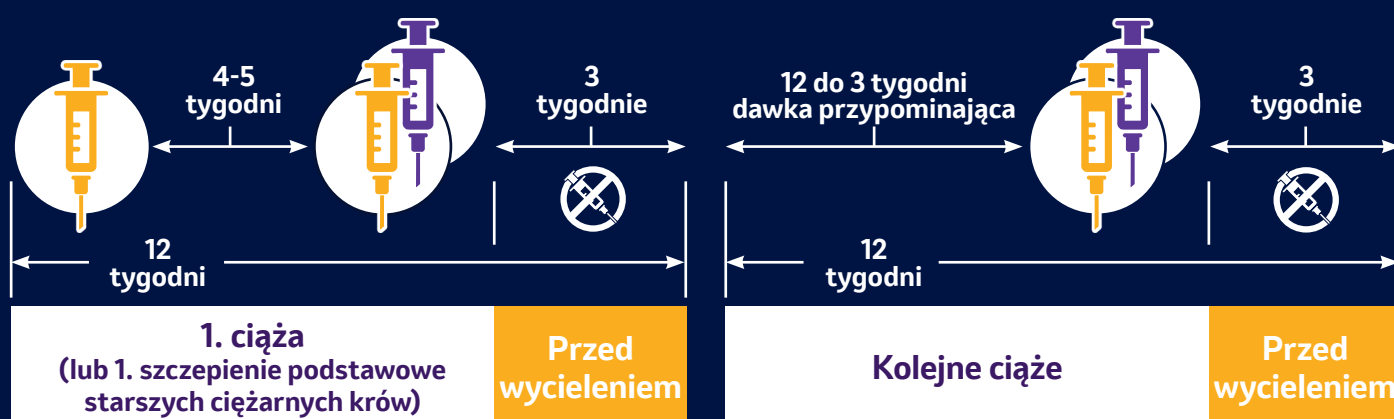 4-5
tygodni
3
tygodnie
12
tygodni
1. ciąża
(lub 1. szczepienie podstawowe
starszych ciężarnych krów)
Przed
wycieleniem
12 do 3 tygodni
dawka przypominająca
3
tygodnie
12
tygodni
Kolejne ciąże
Przed
wycieleniem